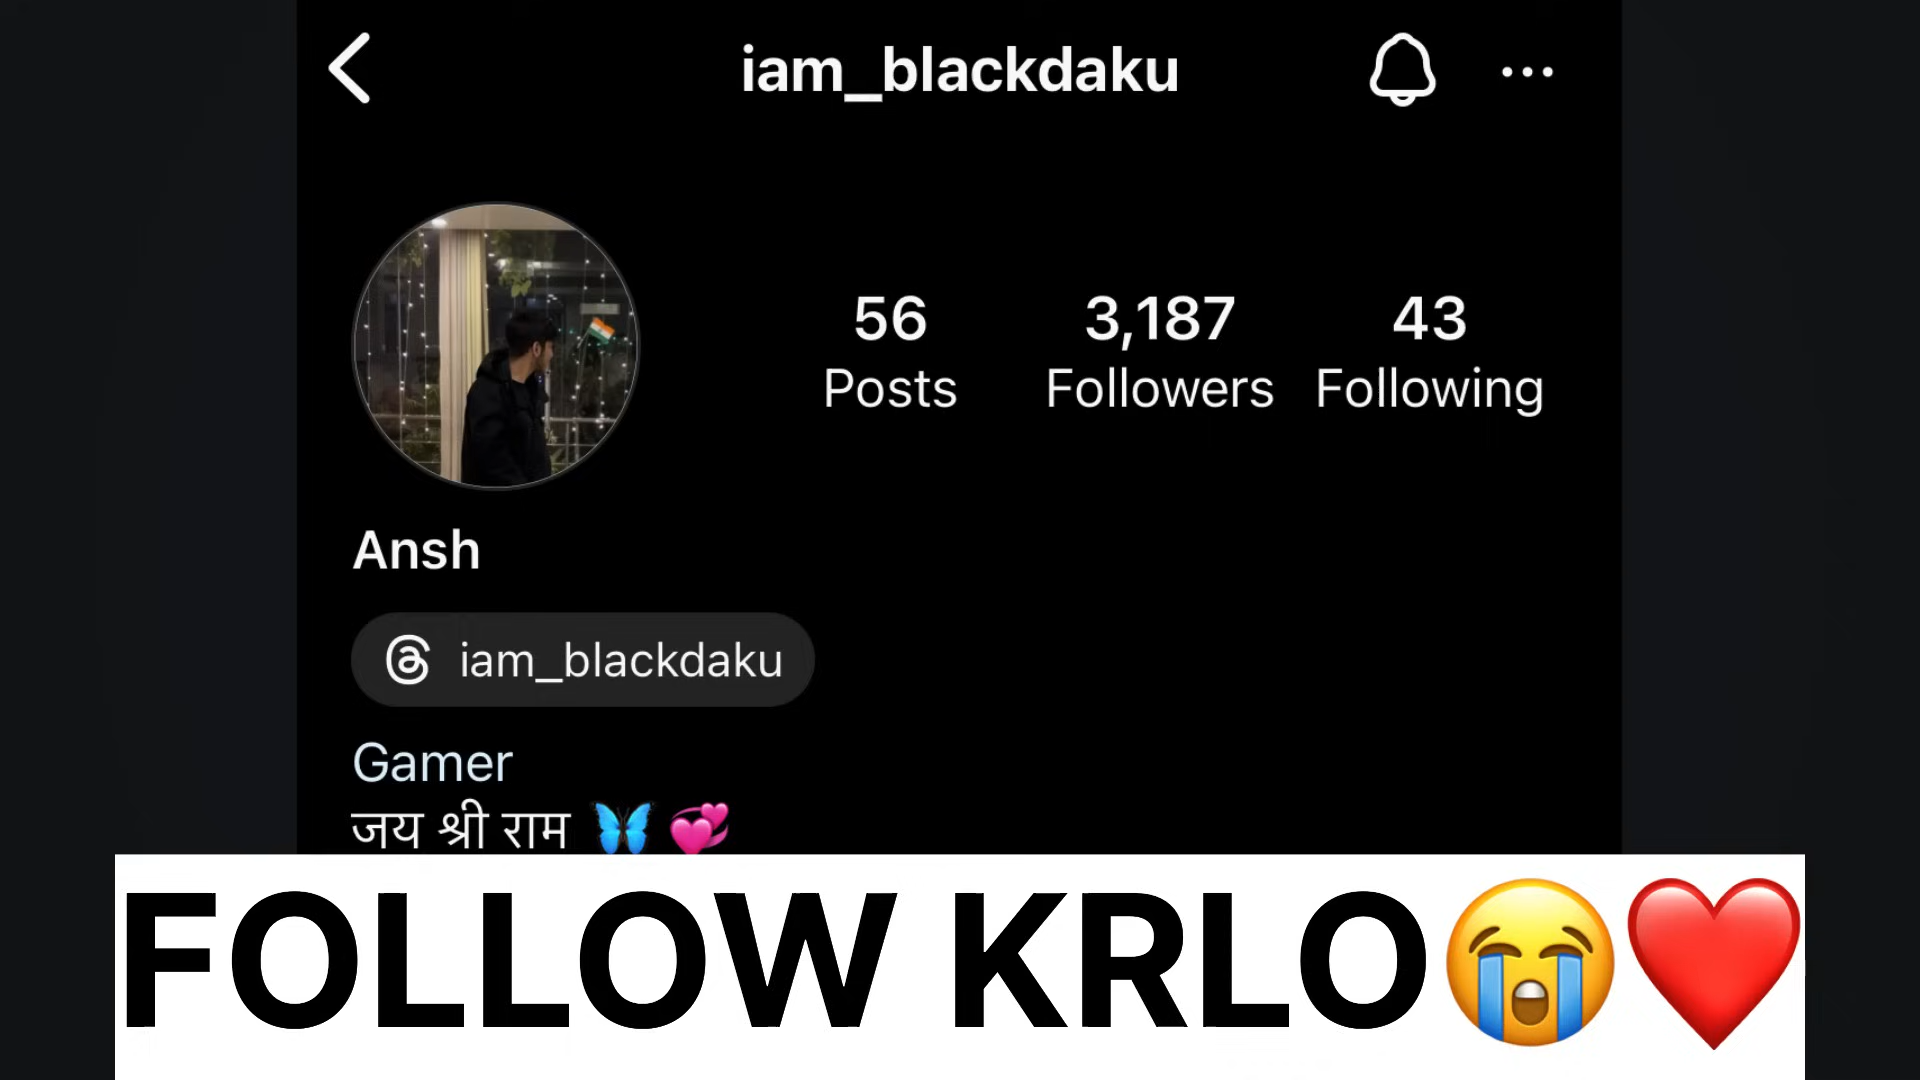 iam_blackdaku
56 3,187 43
Posts Followers Following
Ansh
iam_blackdaku
Gamer
जय श्री राम 🦋 💞
FOLLOW KRLO😭❤️